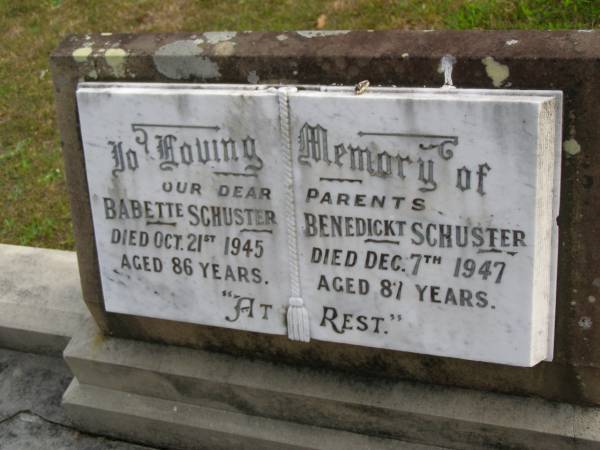 In Loving Memory of
OUR DEAR PARENTS
BABETTE SCHUSTER
DIED OCT. 21ST 1945
AGED 86 YEARS.
BENEDICKT SCHUSTER
DIED DEC. 7TH 1947
AGED 87 YEARS.
"AT REST."